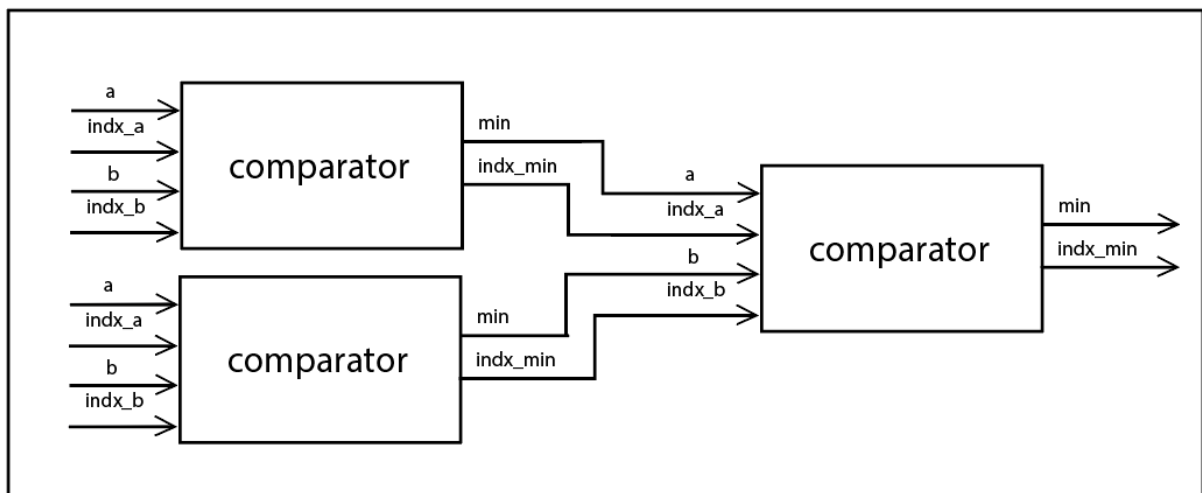 a
indx_a
b
indx_b
comparator
min
indx_min
a
indx_a
b
indx_b
comparator
min
indx_min
a
indx_a
b
indx_b
comparator
min
indx_min